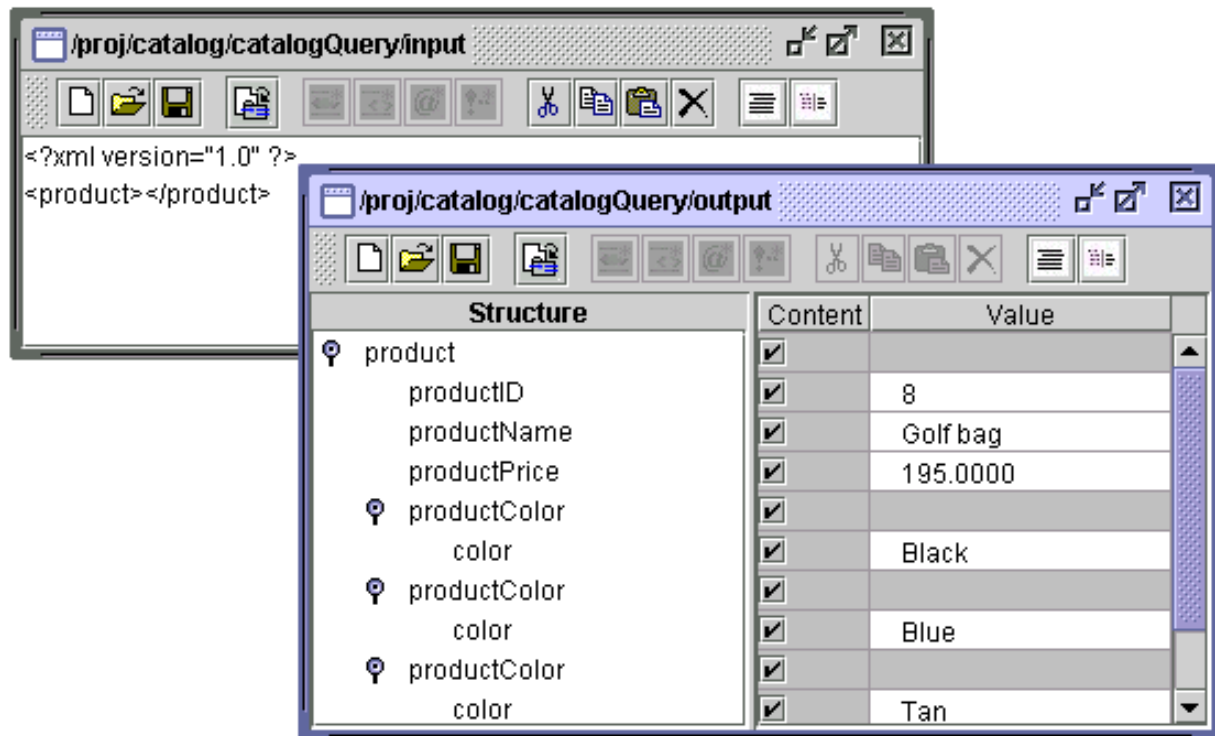 /proj/catalog/catalogQuery/input
<?xml version="1.0" ?>
<product></product>
/proj/catalog/catalogQuery/output
Structure Content Value
product
productID 8
productName Golf bag
productPrice 195.0000
productColor
color Black
productColor
color Blue
productColor
color Tan